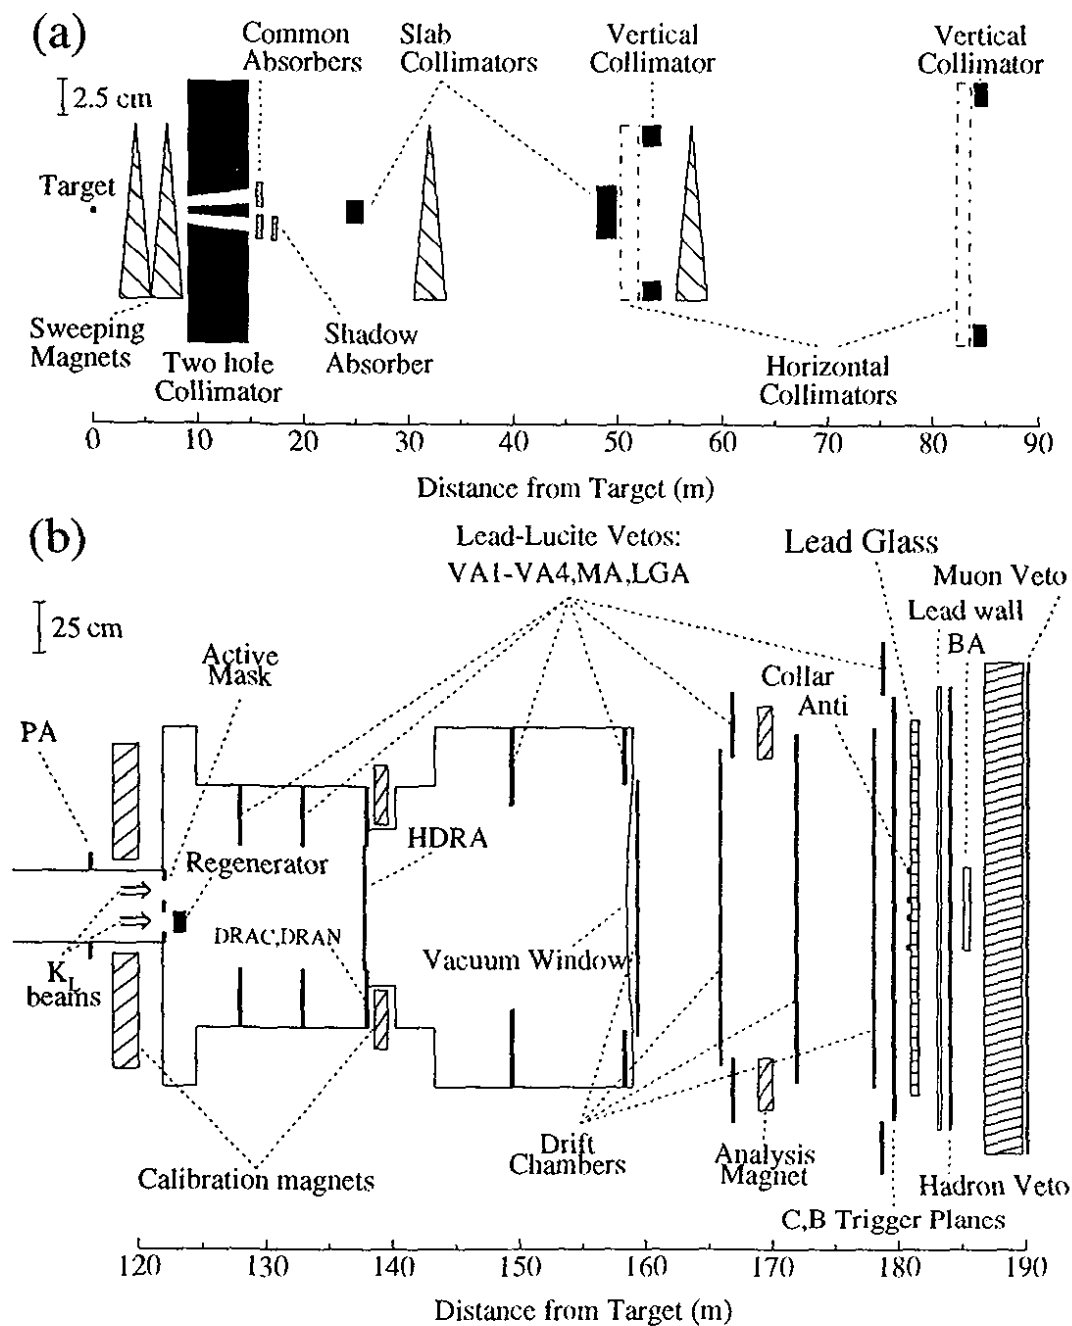 (a)
Common
Absorbers
Slab
Collimators
Vertical
Collimator
Vertical
Collimator
2.5 cm
Target
Sweeping
Magnets
Two hole
Collimator
Shadow
Absorber
Horizontal
Collimators
0 10 20 30 40 50 60 70 80 90
Distance from Target (m)
(b)
Lead-Lucite Vetos:
VA1-VA4,MA,LGA
Lead Glass
Muon Veto
Lead wall
BA
25 cm
Active
Mask
Collar
Anti
PA
HDRA
Regenerator
DRAC,DRAN
Vacuum Window
KL
beams
Drift
Chambers
Analysis
Magnet
Calibration magnets
Hadron Veto
C,B Trigger Planes
120 130 140 150 160 170 180 190
Distance from Target (m)